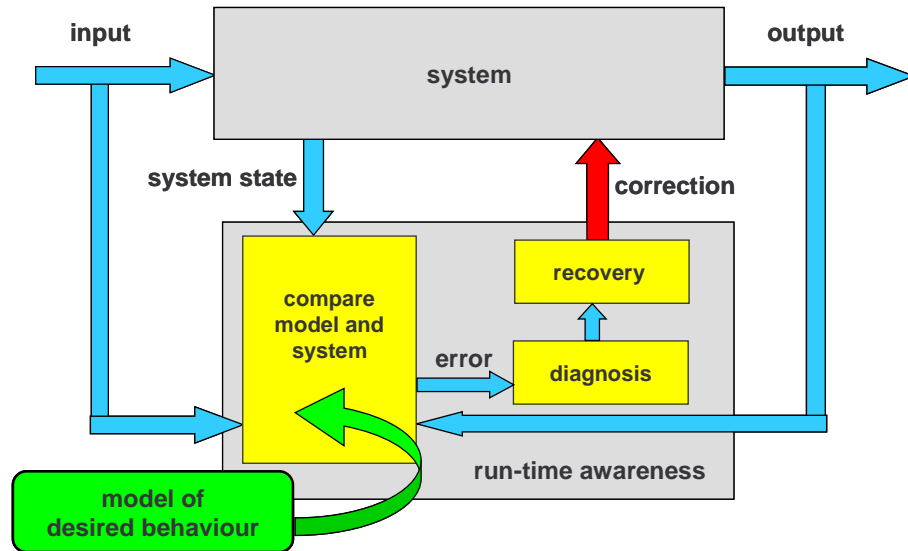 input
output
system
system state
correction
recovery
compare
model and
system
error
diagnosis
run-time awareness
model of
desired behaviour